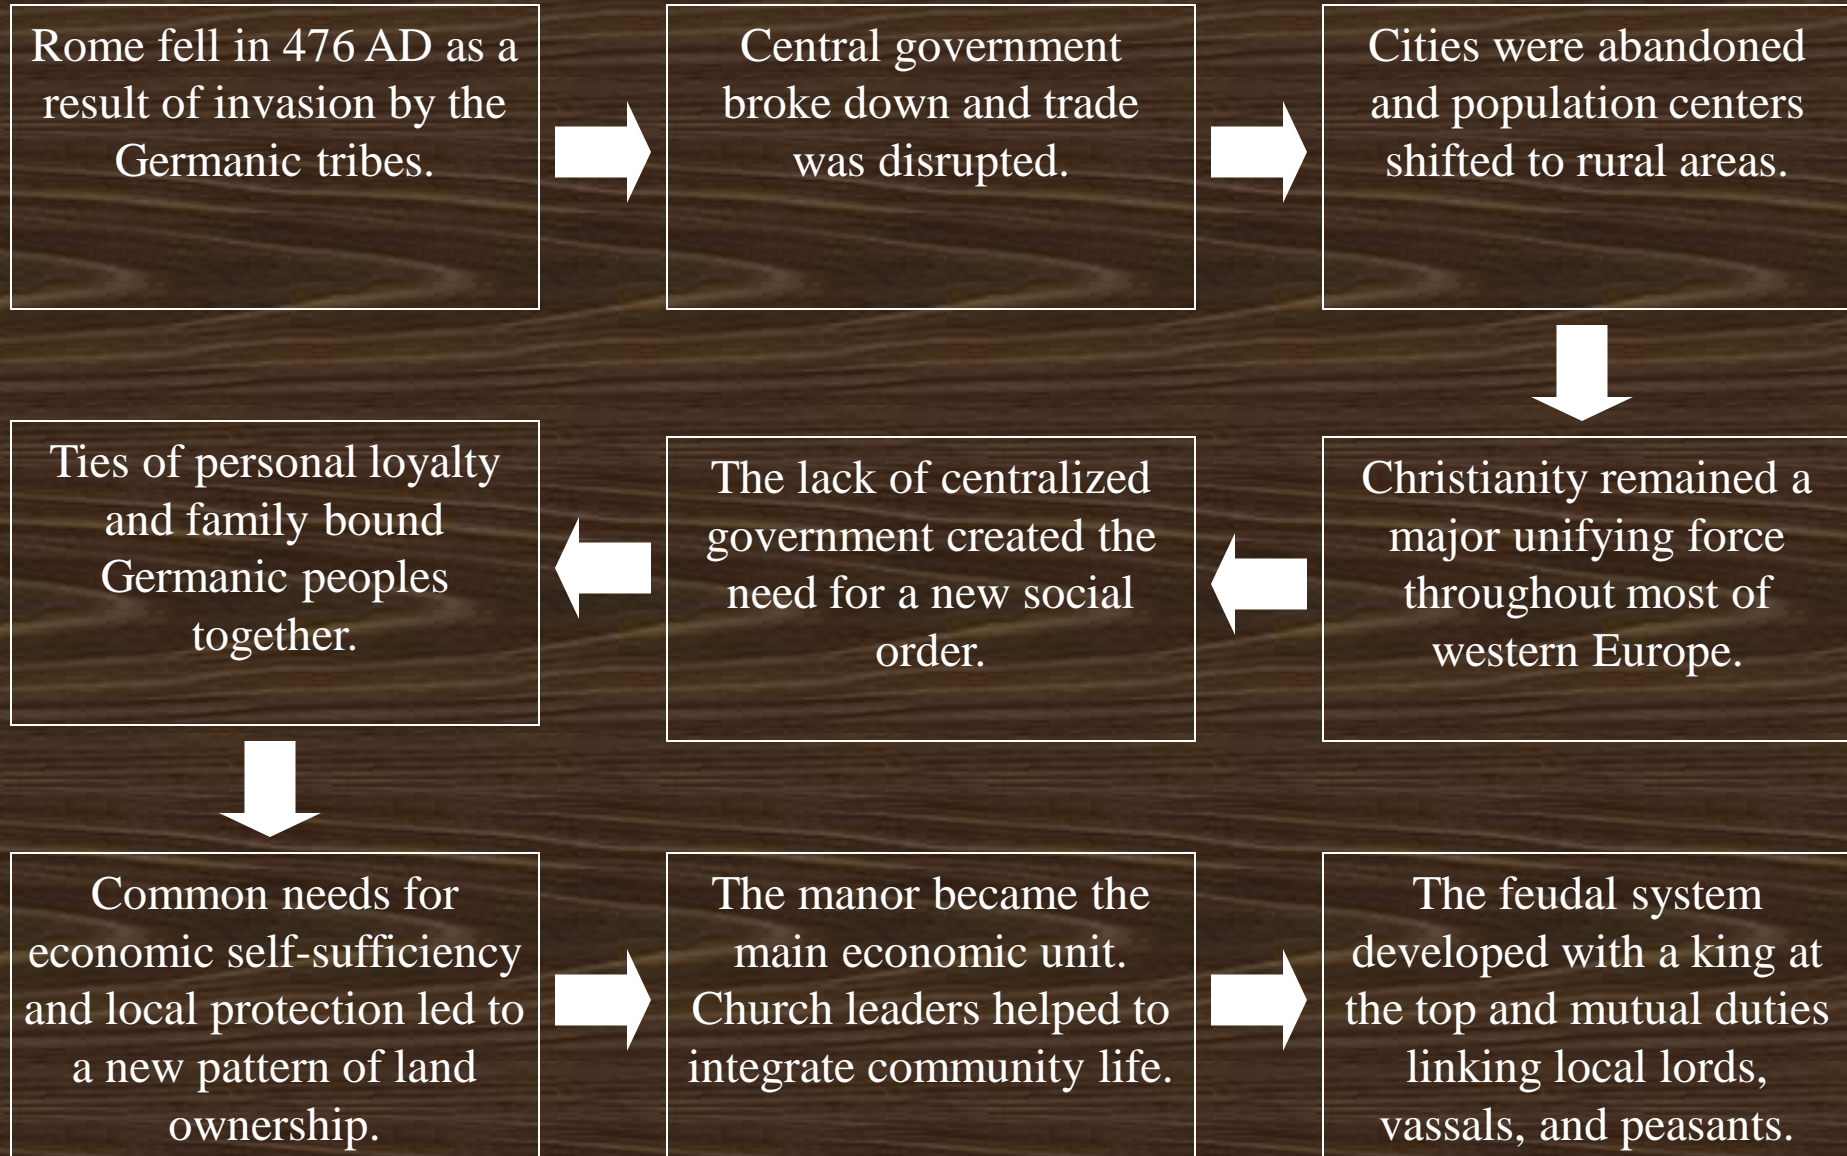 Rome fell in 476 AD as a
result of invasion by the
Germanic tribes.
Central government
broke down and trade
was disrupted.
Cities were abandoned
and population centers
shifted to rural areas.
Christianity remained a
major unifying force
throughout most of
western Europe.
The lack of centralized
government created the
need for a new social
order.
Ties of personal loyalty
and family bound
Germanic peoples
together.
Common needs for
economic self-sufficiency
and local protection led to
a new pattern of land
ownership.
The manor became the
main economic unit.
Church leaders helped to
integrate community life.
The feudal system
developed with a king at
the top and mutual duties
linking local lords,
vassals, and peasants.